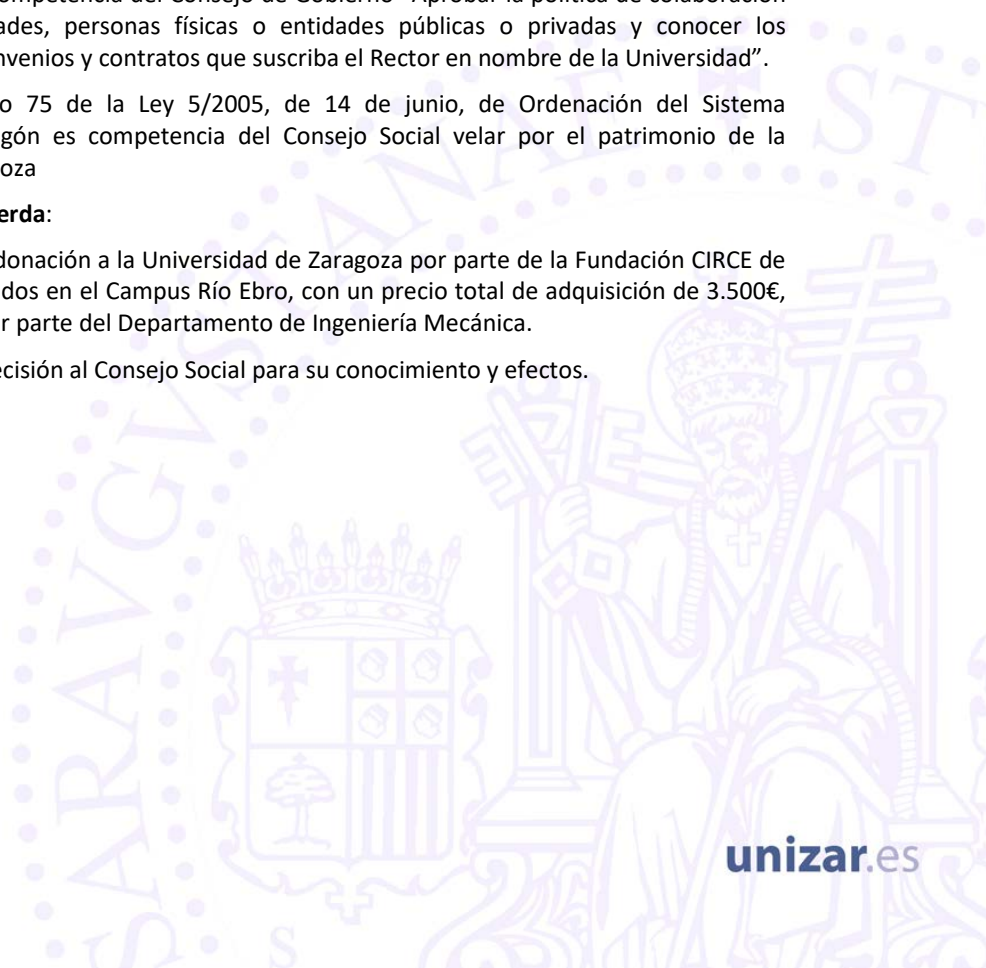 ompetencia del Consejo de Gobierno “Aprobar la política de colaboración
ades, personas físicas o entidades públicas o privadas y conocer los
nvenios y contratos que suscriba el Rector en nombre de la Universidad”.
o 75 de la Ley 5/2005, de 14 de junio, de Ordenación del Sistema
gón es competencia del Consejo Social velar por el patrimonio de la
oza
erda:
donación a la Universidad de Zaragoza por parte de la Fundación CIRCE de
dos en el Campus Río Ebro, con un precio total de adquisición de 3.500€,
r parte del Departamento de Ingeniería Mecánica.
ecisión al Consejo Social para su conocimiento y efectos.
SARAVGVSTANAE ST
S
unizar.es